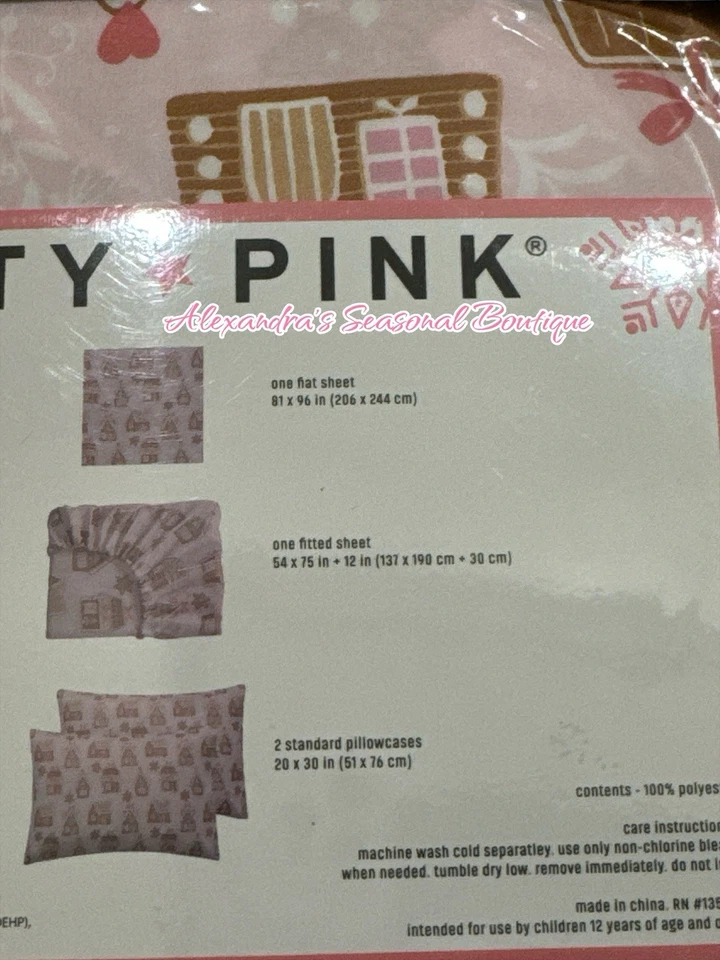 TY PINK®
Alexandra's Seasonal Boutique
one flat sheet
81 x 96 in (206 x 244 cm)
one fitted sheet
54 x 75 in + 12 in (137 x 190 cm + 30 cm)
2 standard pillowcases
20 x 30 in (51 x 76 cm)
contents - 100% polyes
care instruction
machine wash cold separatley. use only non-chlorine blea
when needed. tumble dry low. remove immediately. do not i
made in china. RN #135
DEHP),
intended for use by children 12 years of age and o